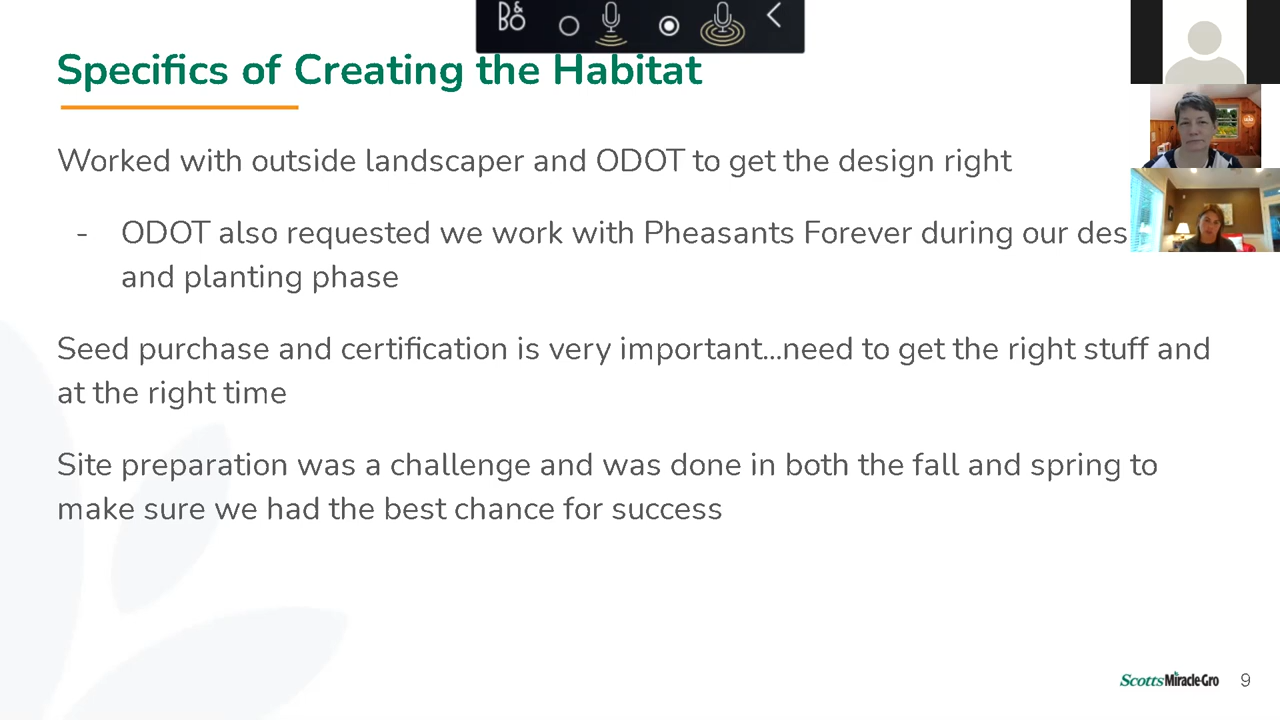 B&O
Specifics of Creating the Habitat
Worked with outside landscaper and ODOT to get the design right
- ODOT also requested we work with Pheasants Forever during our des
and planting phase
Seed purchase and certification is very important...need to get the right stuff and
at the right time
Site preparation was a challenge and was done in both the fall and spring to
make sure we had the best chance for success
ScottsMiracle-Gro 9